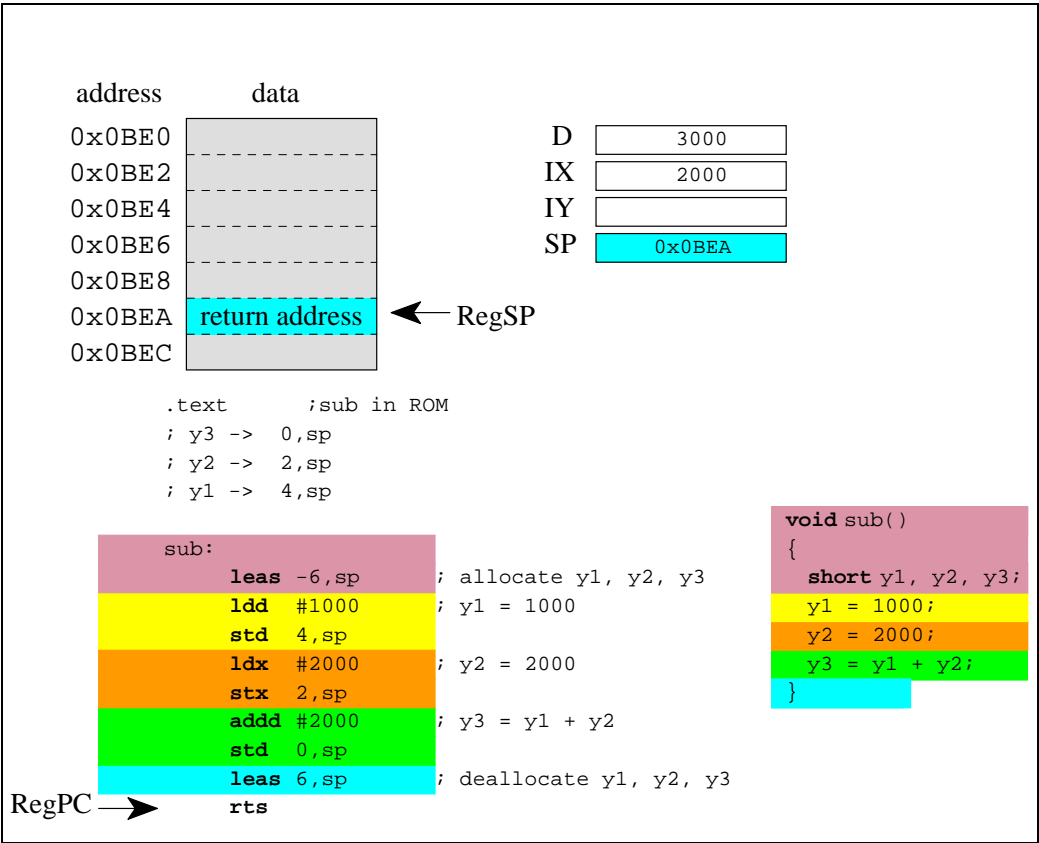 address data
0x0BE0
0x0BE2
0x0BE4
0x0BE6
0x0BE8
0x0BEA return address RegSP
0x0BEC
D 3000
IX 2000
IY
SP 0x0BEA
.text ;sub in ROM
; y3 -> 0,sp
; y2 -> 2,sp
; y1 -> 4,sp
sub:
leas -6,sp ; allocate y1, y2, y3
ldd #1000 ; y1 = 1000
std 4,sp
ldx #2000 ; y2 = 2000
stx 2,sp
addd #2000 ; y3 = y1 + y2
std 0,sp
leas 6,sp ; deallocate y1, y2, y3
RegPC rts
void sub()
{
short y1, y2, y3;
y1 = 1000;
y2 = 2000;
y3 = y1 + y2;
}